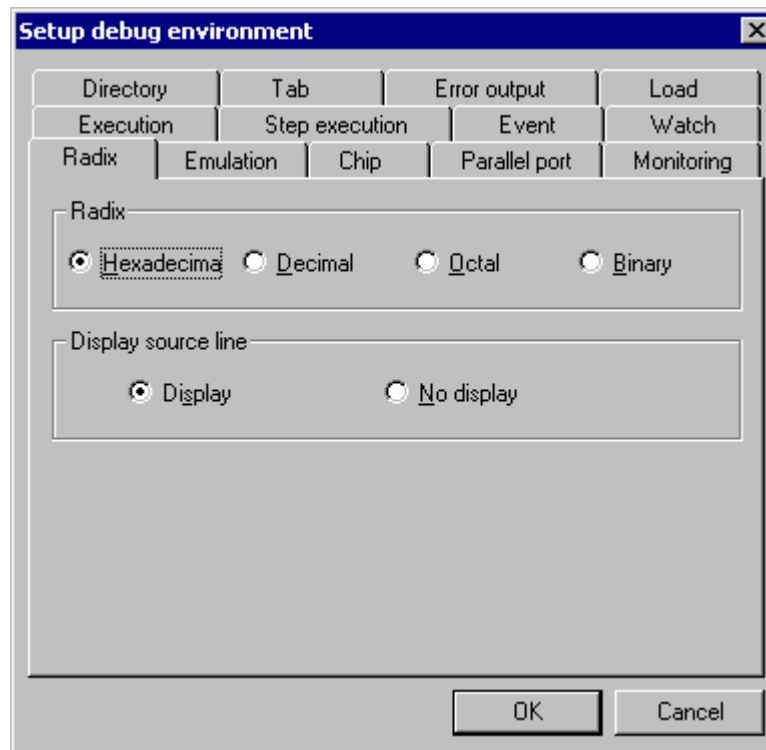 Setup debug environment
Directory Tab Error output Load
Execution Step execution Event Watch
Radix Emulation Chip Parallel port Monitoring
Radix
Hexadecima Decimal Octal Binary
Display source line
Display No display
OK Cancel